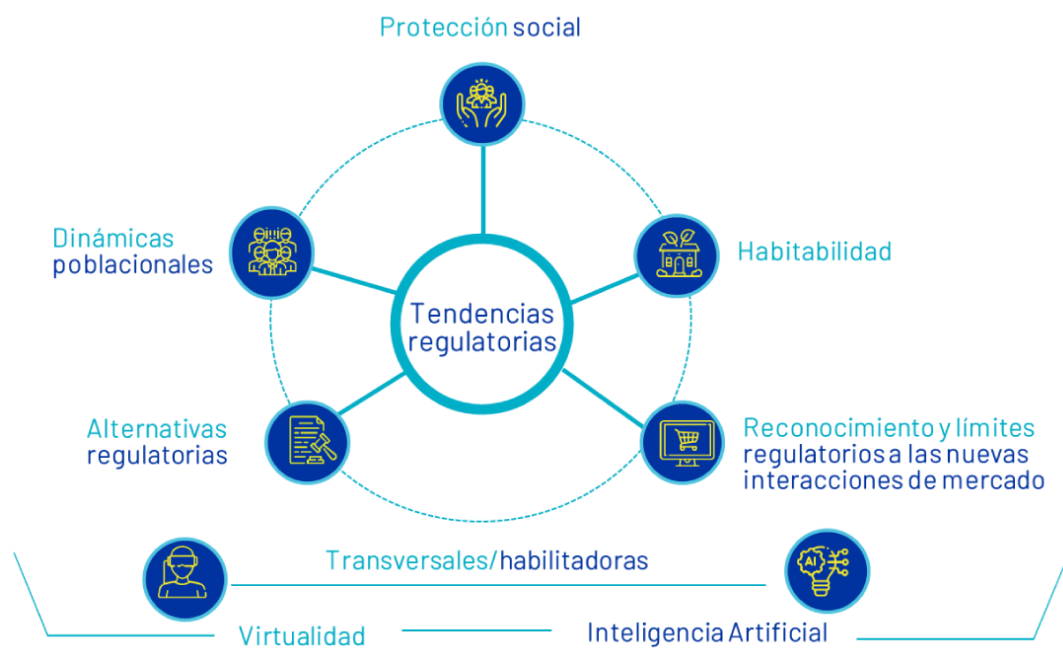 Protección social
Dinámicas
poblacionales
Habitabilidad
Tendencias
regulatorias
Alternativas
regulatorias
Reconocimiento y límites
regulatorios a las nuevas
interacciones de mercado
Transversales/habilitadoras
AI
Virtualidad
Inteligencia Artificial